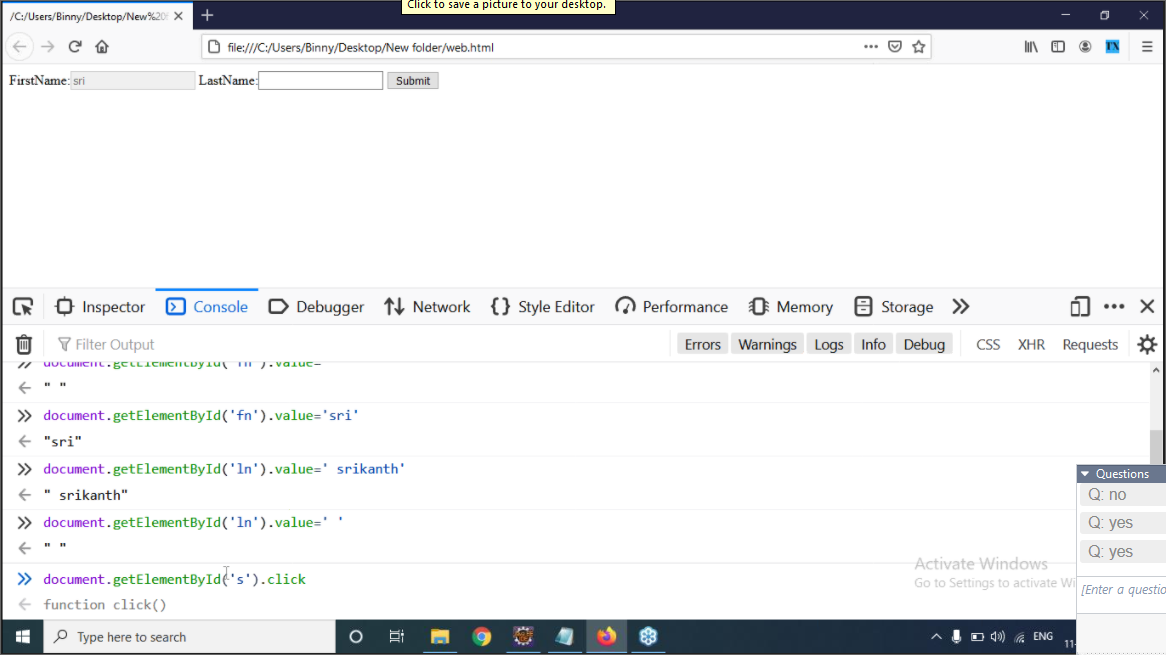 Click to save a picture to your desktop.
/C:/Users/Binny/Desktop/New%20
file:///C:/Users/Binny/Desktop/New folder/web.html
FirstName: sri LastName: Submit
Inspector Console Debugger Network Style Editor Performance Memory Storage
Filter Output Errors Warnings Logs Info Debug CSS XHR Requests
document.getElementById('fn').value='
" "
document.getElementById('fn').value='sri'
"sri"
document.getElementById('ln').value=' srikanth'
" srikanth"
document.getElementById('ln').value=' '
" "
document.getElementById('s').click
function click()
Questions
Q: no
Q: yes
Q: yes
[Enter a questio
Activate Windows
Go to Settings to activate Wi
Type here to search
ENG
11-